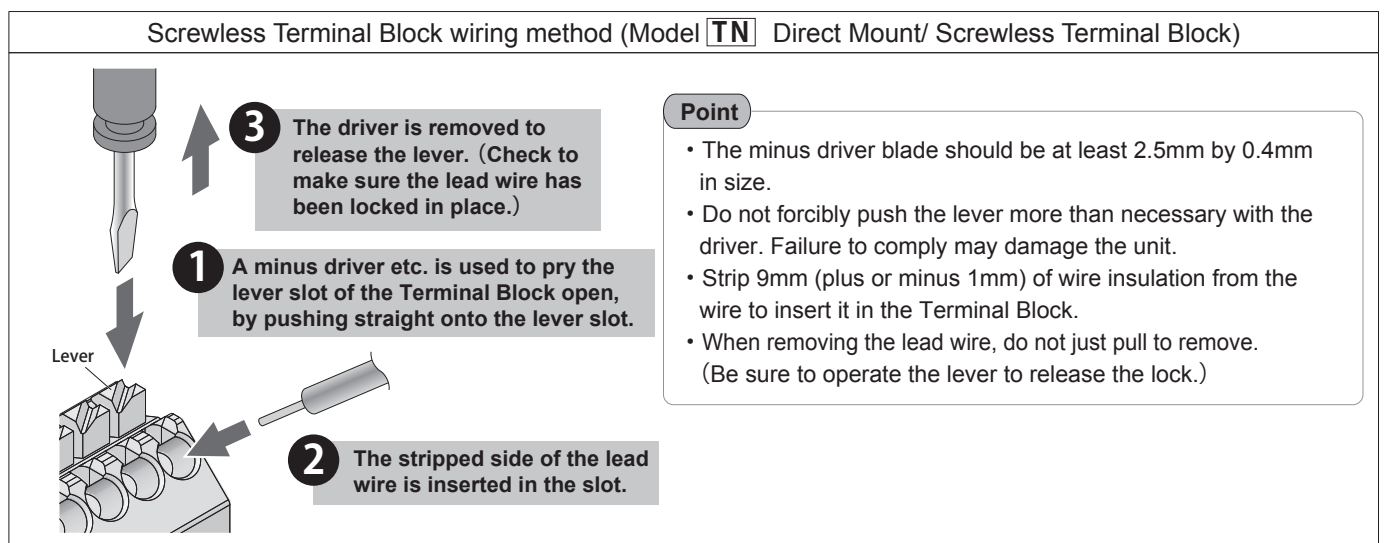 Screwless Terminal Block wiring method (Model TN Direct Mount/ Screwless Terminal Block)
3
The driver is removed to
release the lever.（Check to
make sure the lead wire has
been locked in place.）
1
A minus driver etc. is used to pry the
lever slot of the Terminal Block open,
by pushing straight onto the lever slot.
Lever
2
The stripped side of the lead
wire is inserted in the slot.
Point
・The minus driver blade should be at least 2.5mm by 0.4mm
in size.
・Do not forcibly push the lever more than necessary with the
driver. Failure to comply may damage the unit.
・Strip 9mm (plus or minus 1mm) of wire insulation from the
wire to insert it in the Terminal Block.
・When removing the lead wire, do not just pull to remove.
（Be sure to operate the lever to release the lock.）